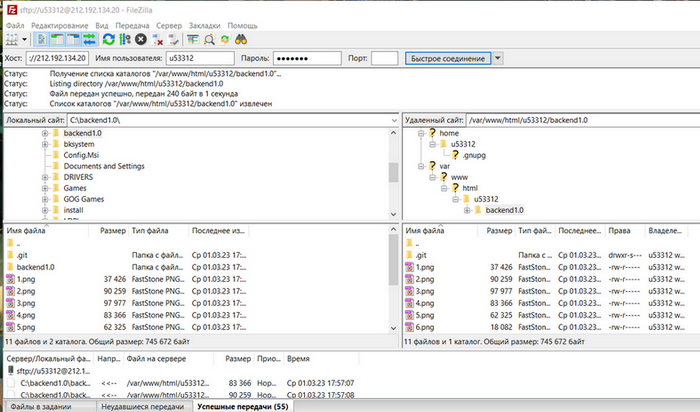 sftp://u53312@212.192.134.20 - FileZilla
Файл Редактирование Вид Передача Сервер Закладки Помощь
Хост: ://212.192.134.20 Имя пользователя: u53312 Пароль: ●●●●●●● Порт: Быстрое соединение
Статус: Получение списка каталогов "/var/www/html/u53312/backend1.0"...
Статус: Listing directory /var/www/html/u53312/backend1.0
Статус: Файл передан успешно, передан 240 байт в 1 секунда
Статус: Список каталогов "/var/www/html/u53312/backend1.0" извлечен
Локальный сайт: C:\backend1.0\
backend1.0
bksystem
Config.Msi
Documents and Settings
DRIVERS
Games
GOG Games
install
Имя файла Размер Тип файла Последнее из...
..
.git Папка с файл... Ср 01.03.23 17:...
backend1.0 Папка с файл... Ср 01.03.23 17:...
1.png 37 426 FastSton PNG... Ср 01.03.23 17:...
2.png 90 259 FastSton PNG... Ср 01.03.23 17:...
3.png 97 977 FastSton PNG... Ср 01.03.23 17:...
4.png 83 366 FastSton PNG... Ср 01.03.23 17:...
5.png 62 325 FastSton PNG... Ср 01.03.23 17:...
11 файлов и 2 каталога. Общий размер: 745 672 байт
Удаленный сайт: /var/www/html/u53312/backend1.0
home
u53312
.gnupg
var
www
html
u53312
backend1.0
Имя файла Размер Тип фай... Последнее... Права Владеле...
..
.git Папка с ... Ср 01.03.23... drwxr-s--- u53312 w...
1.png 37 426 FastSton... Ср 01.03.23... -rw-r----- u53312 w...
2.png 90 259 FastSton... Ср 01.03.23... -rw-r----- u53312 w...
3.png 97 977 FastSton... Ср 01.03.23... -rw-r----- u53312 w...
4.png 83 366 FastSton... Ср 01.03.23... -rw-r----- u53312 w...
5.png 62 325 FastSton... Ср 01.03.23... -rw-r----- u53312 w...
6.png 18 082 FastSton... Ср 01.03.23... -rw-r----- u53312 w...
11 файлов и 1 каталог. Общий размер: 745 672 байт
Сервер/Локальный фа... Напр... Файл на сервере Размер Прио... Время
sftp://u53312@212.1...
C:\backend1.0\back... <<-- /var/www/html/u53312... 83 366 Нор... Ср 01.03.23 17:57:07
C:\backend1.0\back... <<-- /var/www/html/u53312... 90 259 Нор... Ср 01.03.23 17:57:08
Файлы в задании Неудавшиеся передачи Успешные передачи (55)